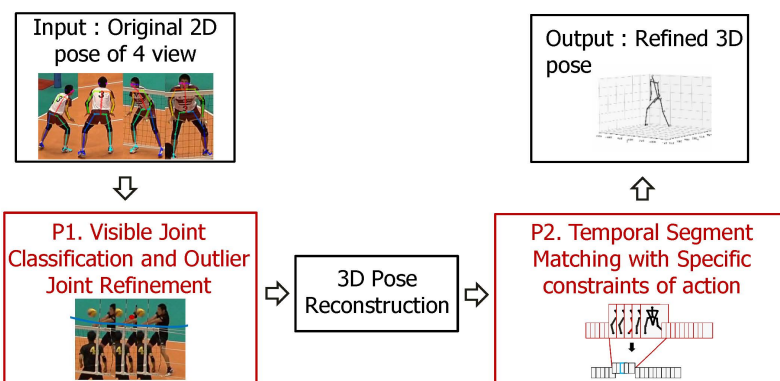 Input : Original 2D
pose of 4 view
Output : Refined 3D
pose
P1. Visible Joint
Classification and Outlier
Joint Refinement
3D Pose
Reconstruction
P2. Temporal Segment
Matching with Specific
constraints of action